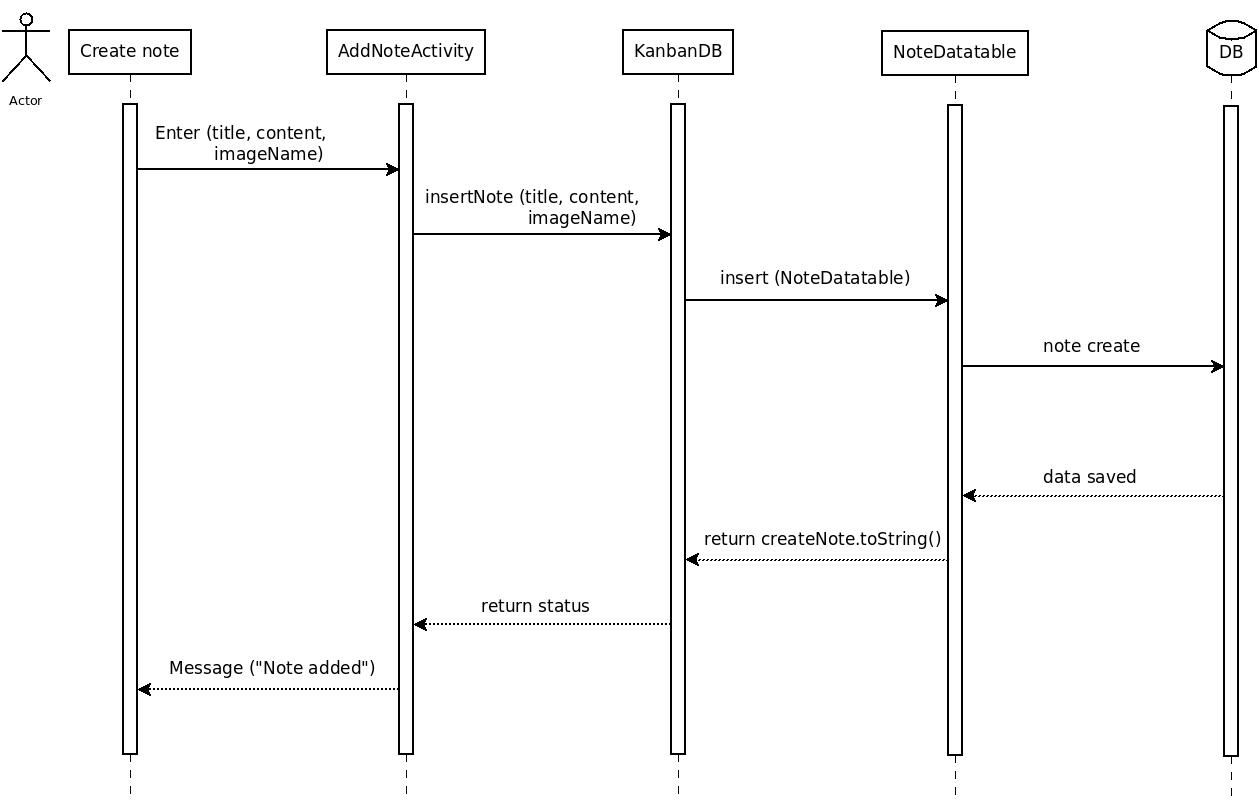 Create note
AddNoteActivity
KanbanDB
NoteDatatable
DB
Actor
Enter (title, content,
imageName)
insertNote (title, content,
imageName)
insert (NoteDatatable)
note create
data saved
return createNote.toString()
return status
Message ("Note added")